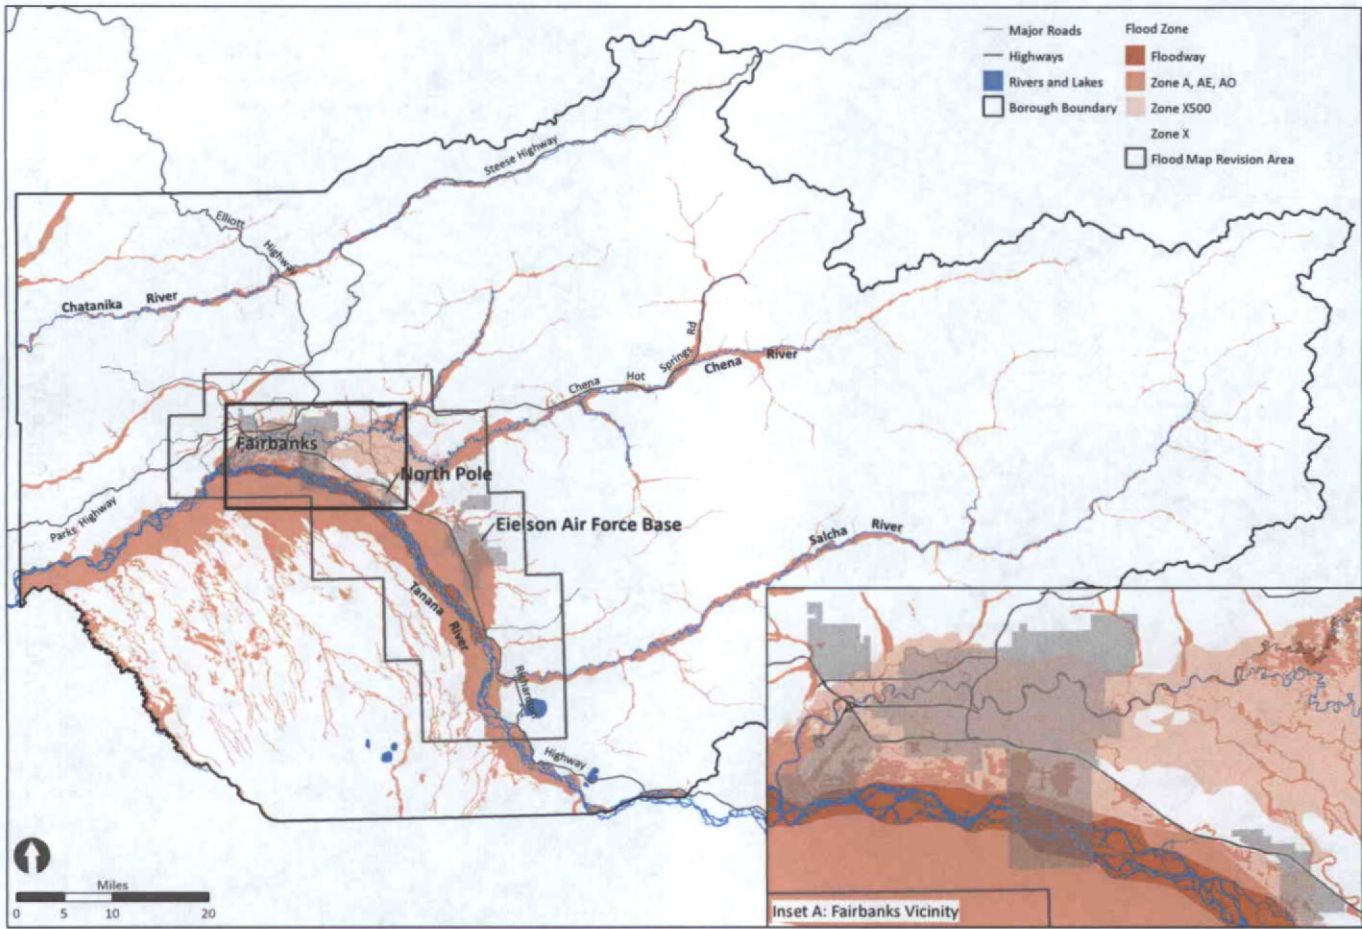 Major Roads
Highways
Rivers and Lakes
Borough Boundary
Flood Zone
Floodway
Zone A, AE, AO
Zone X500
Zone X
Flood Map Revision Area
Steese Highway
Elliott
Highway
Chatanika River
Chena Hot Springs Rd
Chena River
Fairbanks
North Pole
Parks Highway
Eielson Air Force Base
Salcha River
Tanana
River
Richardson
Highway
Miles
0 5 10 20
Inset A: Fairbanks Vicinity